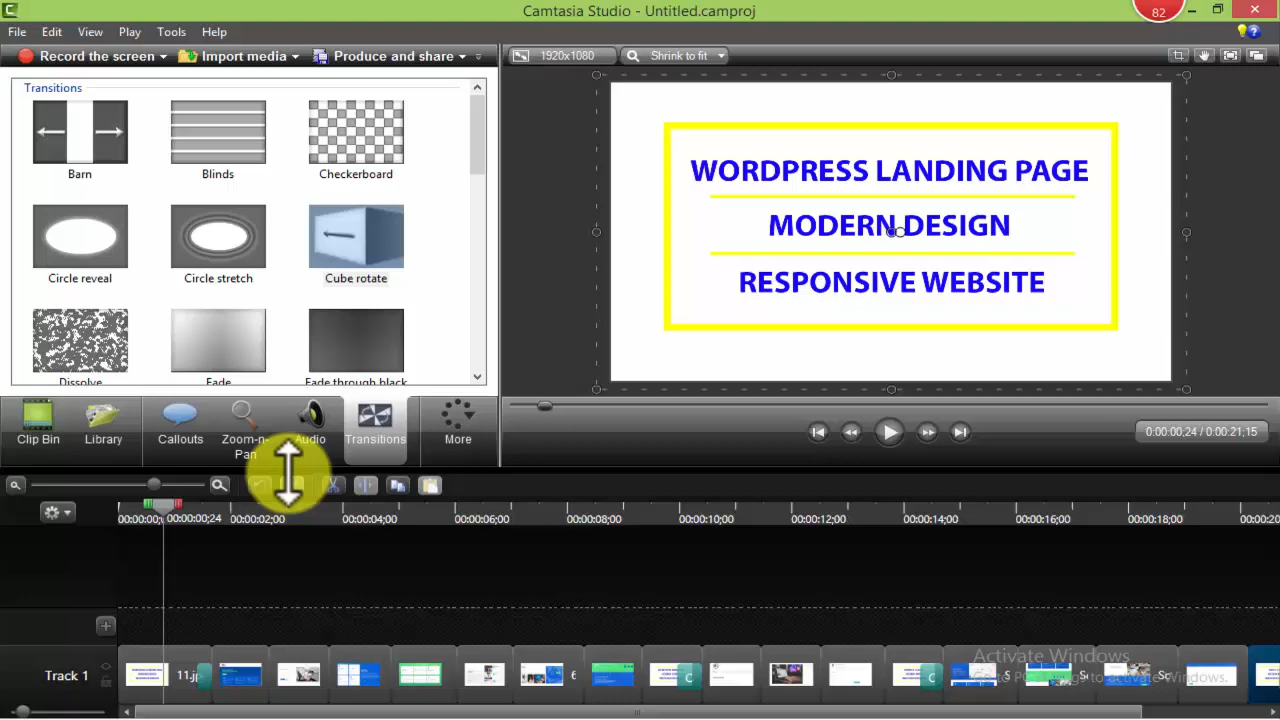 Camtasia Studio - Untitled.camproj
82
File Edit View Play Tools Help
Record the screen Import media Produce and share
1920x1080 Shrink to fit
Transitions
Barn Blinds Checkerboard
Circle reveal Circle stretch Cube rotate
Dissolve Fade Fade through black
WORDPRESS LANDING PAGE
MODERN DESIGN
RESPONSIVE WEBSITE
Clip Bin Library Callouts Zoom-n-Pan Audio Transitions More
0:00:00;24 / 0:00:21;15
00:00:00;24 00:00:02;00 00:00:04;00 00:00:06;00 00:00:08;00 00:00:10;00 00:00:12;00 00:00:14;00 00:00:16;00 00:00:18;00
Track 1 11.jp 6 C C
Activate Windows